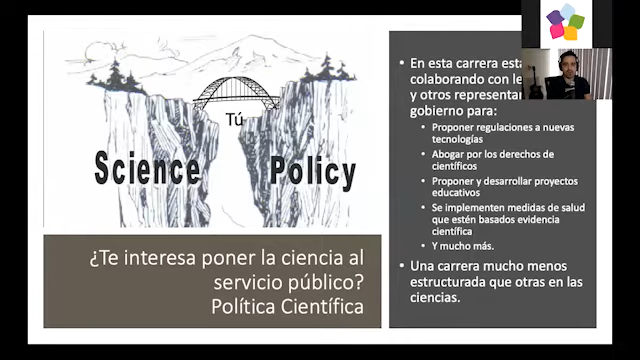 Tú
Science Policy
¿Te interesa poner la ciencia al
servicio público?
Política Científica
• En esta carrera
colaborando con
y otros
gobierno para:
• Proponer regulaciones a nuevas
tecnologías
• Abogar por los derechos de
científicos
• Proponer y desarrollar proyectos
educativos
• Se implementen medidas de salud
que estén basados evidencia
científica
• Y mucho más.
• Una carrera mucho menos
estructurada que otras en las
ciencias.